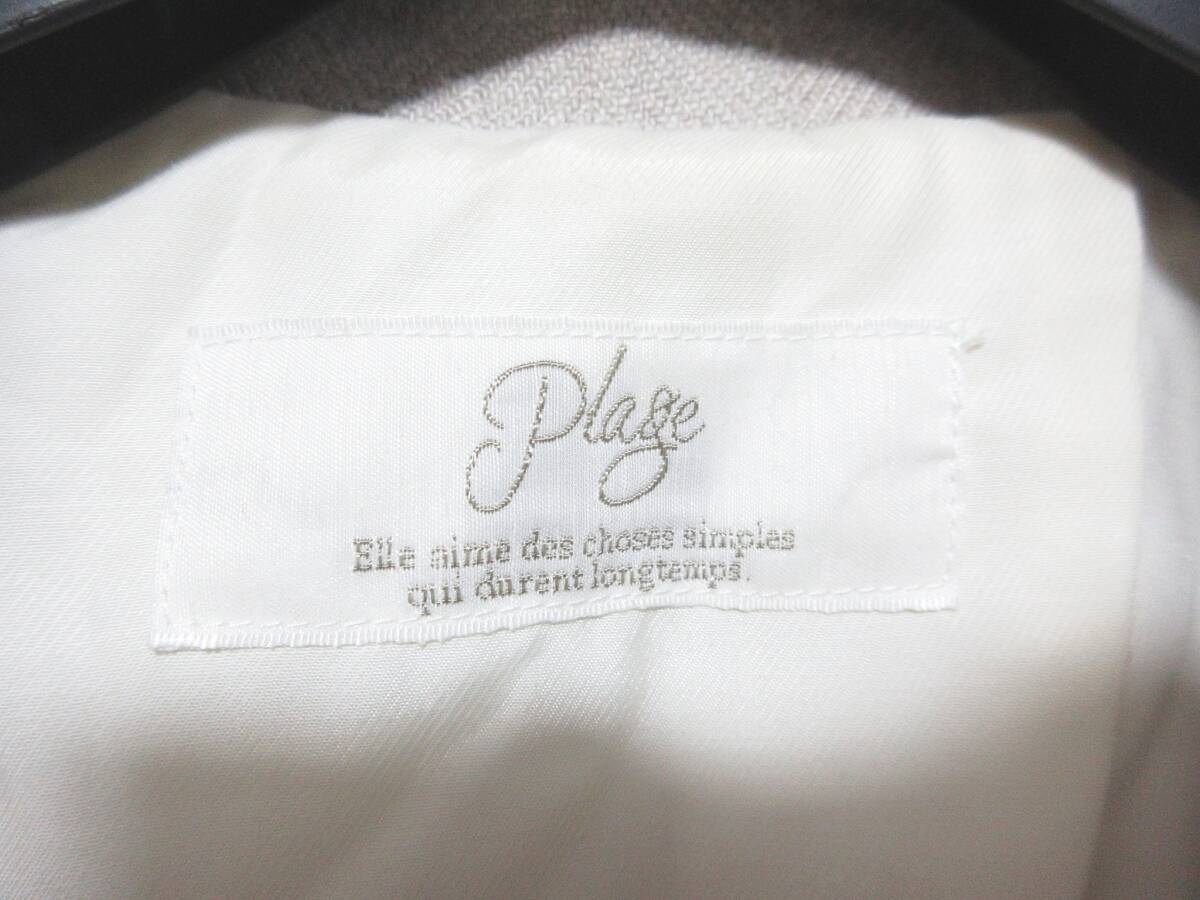 Plage
Elle aime des choses simples
qui durent longtemps.